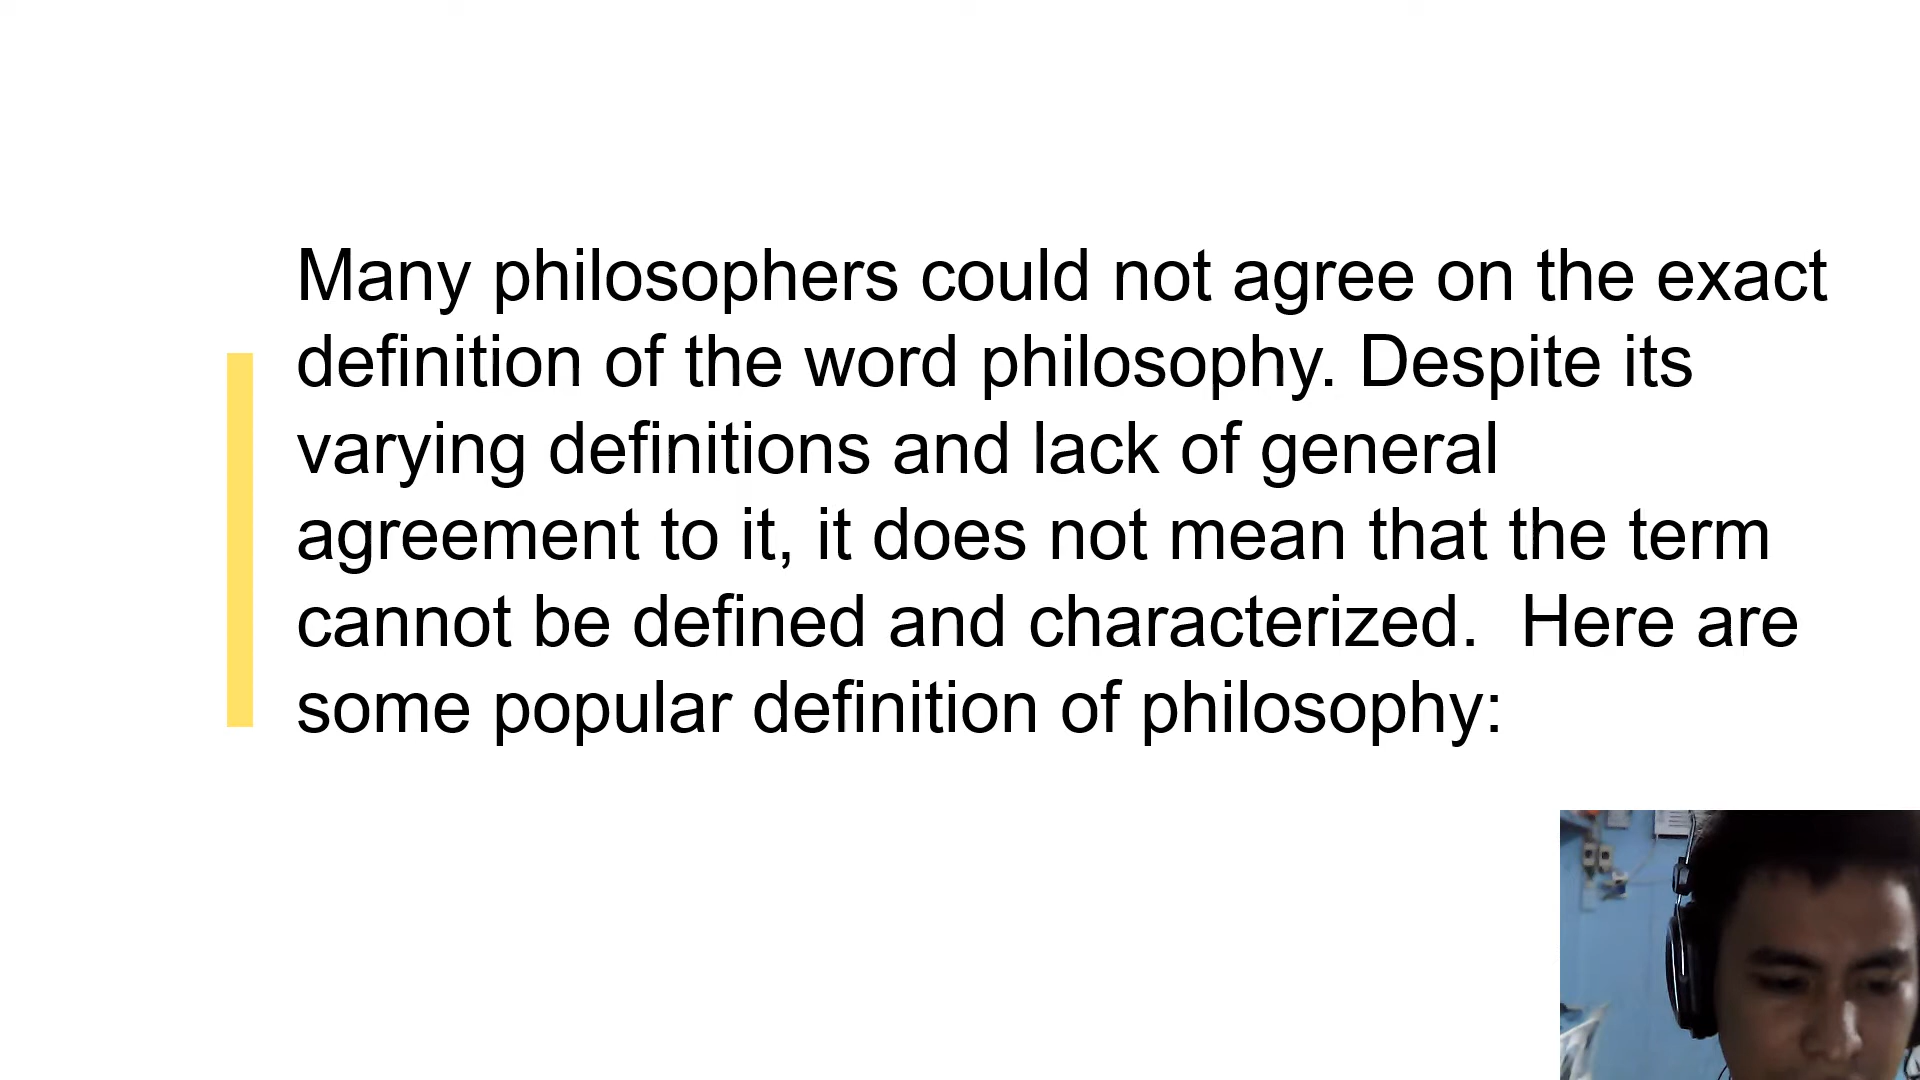 Many philosophers could not agree on the exact
definition of the word philosophy. Despite its
varying definitions and lack of general
agreement to it, it does not mean that the term
cannot be defined and characterized.  Here are
some popular definition of philosophy: